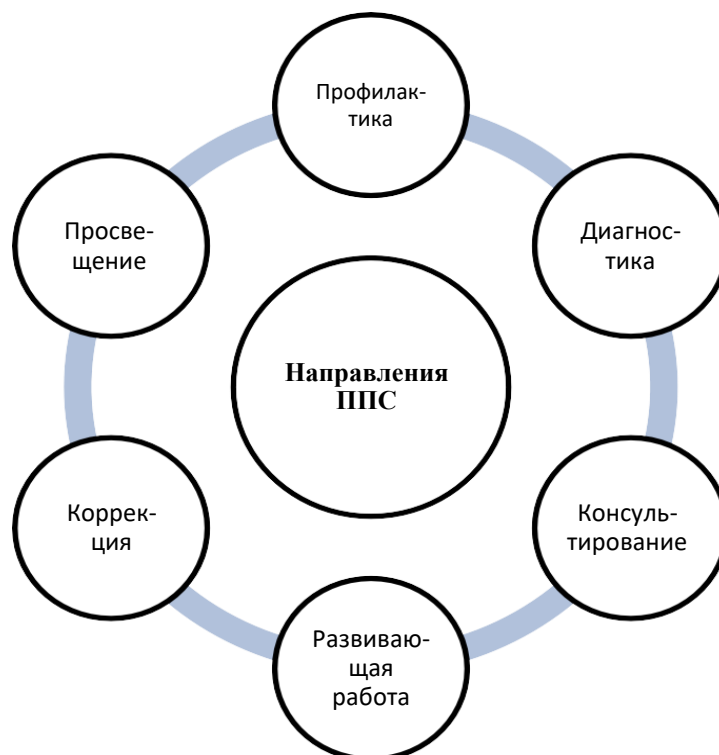 Профилак-
тика
Просве-
щение
Диагнос-
тика
Направления
ППС
Коррек-
ция
Консуль-
тирование
Развиваю-
щая
работа